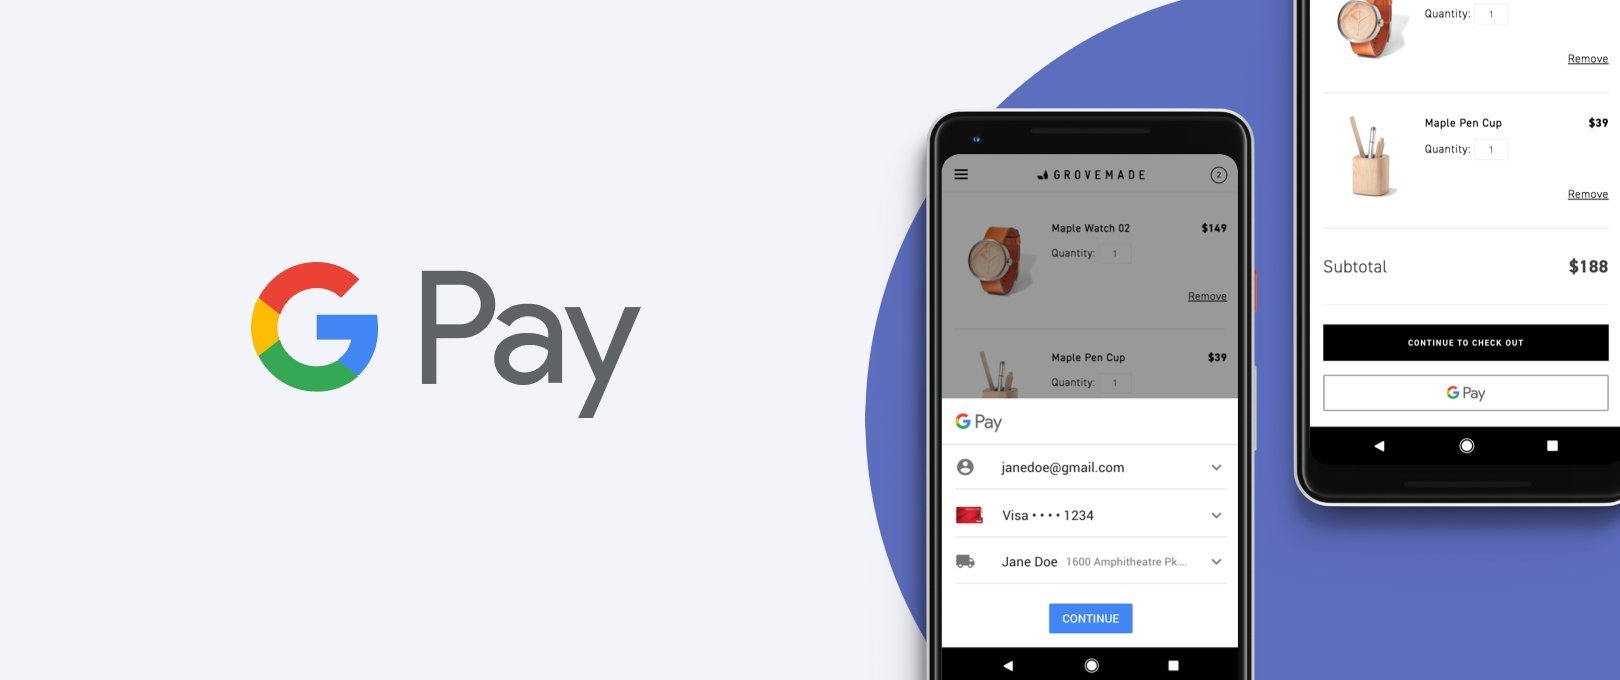 G Pay
GROVEMADE
2
Maple Watch 02 $149
Quantity: 1
Remove
Maple Pen Cup $39
Quantity: 1
G Pay
janedoe@gmail.com
Visa •••• 1234
Jane Doe 1600 Amphitheatre Pk....
CONTINUE
Quantity: 1
Remove
Maple Pen Cup $39
Quantity: 1
Remove
Subtotal $188
CONTINUE TO CHECK OUT
G Pay